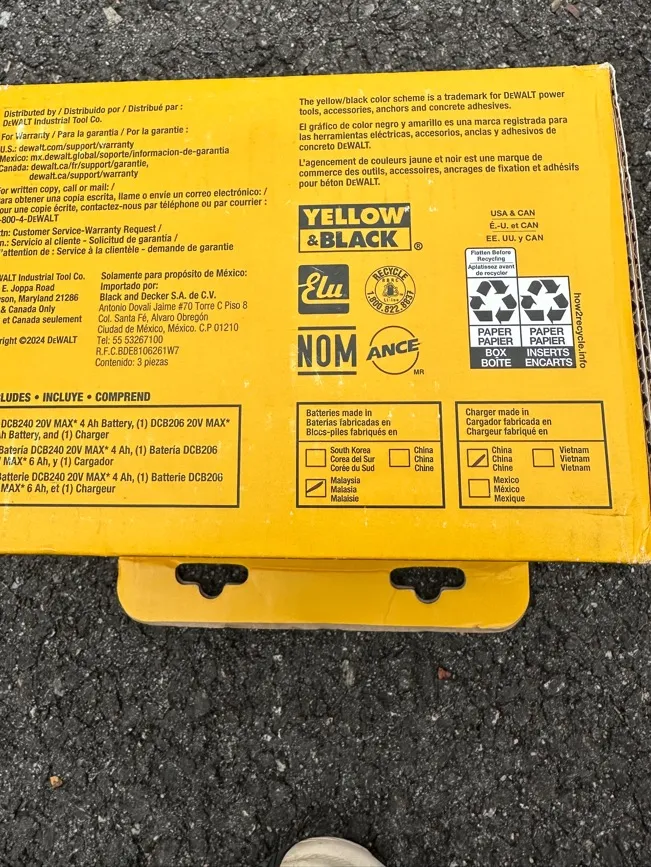 Distributed by / Distribuido por / Distribué par :
DEWALT Industrial Tool Co.
For Warranty / Para la garantía / Por la garantie :
U.S.: dewalt.com/support/warranty
Mexico: mx.dewalt.global/soporte/informacion-de-garantia
Canada: dewalt.ca/fr/support/garantie,
dewalt.ca/support/warranty
For written copy, call or mail: /
Para obtener una copia escrita, llame o envíe un correo electrónico: /
pour une copie écrite, contactez-nous par téléphone ou par courrier :
-800-4-DEWALT
Attn: Customer Service-Warranty Request /
n.: Servicio al cliente - Solicitud de garantía /
l'attention de : Service à la clientèle - demande de garantie
WALT Industrial Tool Co.
E. Joppa Road
son, Maryland 21286
& Canada Only
et Canada seulement
right ©2024 DEWALT
Solamente para propósito de México:
Importado por:
Black and Decker S.A. de C.V.
Antonio Dovali Jaime #70 Torre C Piso 8
Col. Santa Fé, Alvaro Obregón
Ciudad de México, México. C.P 01210
Tel: 55 53267100
R.F.C.BDE8106261W7
Contenido: 3 piezas
LUDES • INCLUYE • COMPREND
DCB240 20V MAX* 4 Ah Battery, (1) DCB206 20V MAX*
Ah Battery, and (1) Charger
Batería DCB240 20V MAX* 4 Ah, (1) Batería DCB206
MAX* 6 Ah, y (1) Cargador
Batterie DCB240 20V MAX* 4 Ah, (1) Batterie DCB206
MAX* 6 Ah, et (1) Chargeur
The yellow/black color scheme is a trademark for DEWALT power
tools, accessories, anchors and concrete adhesives.
El gráfico de color negro y amarillo es una marca registrada para
las herramientas eléctricas, accesorios, anclas y adhesivos de
concreto DEWALT.
L'agencement de couleurs jaune et noir est une marque de
commerce des outils, accessoires, ancrages de fixation et adhésifs
pour béton DEWALT.
YELLOW
& BLACK ®
Elu
RECYCLE
RBRC
Li-Ion
1.800.822.8837
NOM
ANCE
MR
USA & CAN
É.-U. et CAN
EE. UU. y CAN
Flatten Before
Recycling
Aplatissez avant
de recycler
PAPER
PAPIER
BOX
BOÎTE
PAPER
PAPIER
INSERTS
ENCARTS
how2recycle.info
Batteries made in
Baterías fabricadas en
Blocs-piles fabriqués en
South Korea
Corea del Sur
Corée du Sud
China
China
Chine
Malaysia
Malasia
Malaisie
Charger made in
Cargador fabricada en
Chargeur fabriqué en
China
China
Chine
Vietnam
Vietnam
Vietnam
Mexico
México
Mexique